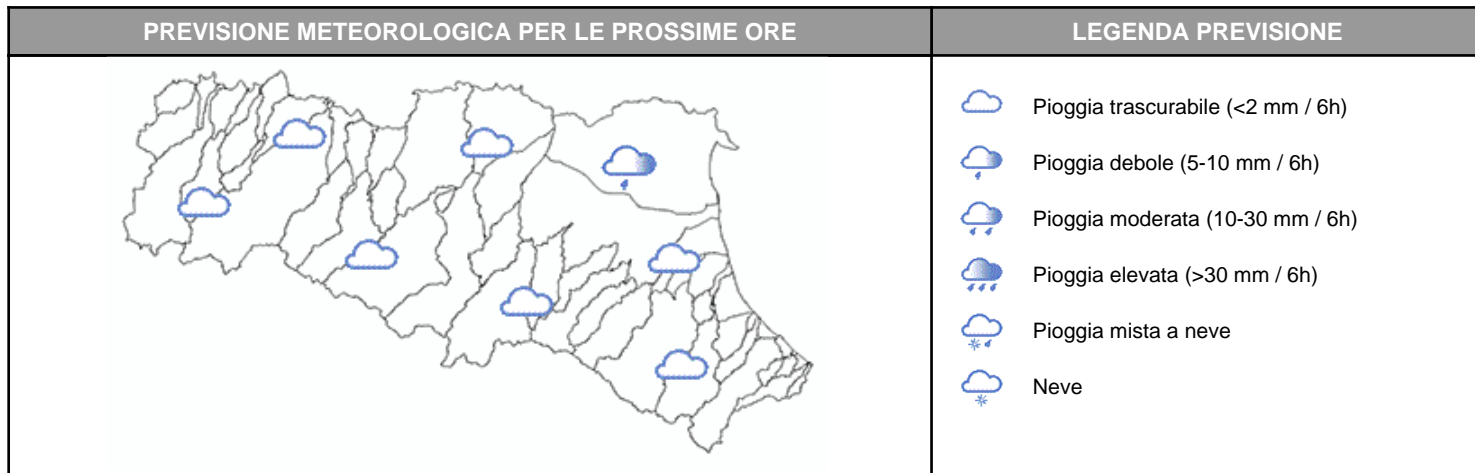 PREVISIONE METEOROLOGICA PER LE PROSSIME ORE
LEGENDA PREVISIONE
Pioggia trascurabile (<2 mm / 6h)
Pioggia debole (5-10 mm / 6h)
Pioggia moderata (10-30 mm / 6h)
Pioggia elevata (>30 mm / 6h)
Pioggia mista a neve
Neve